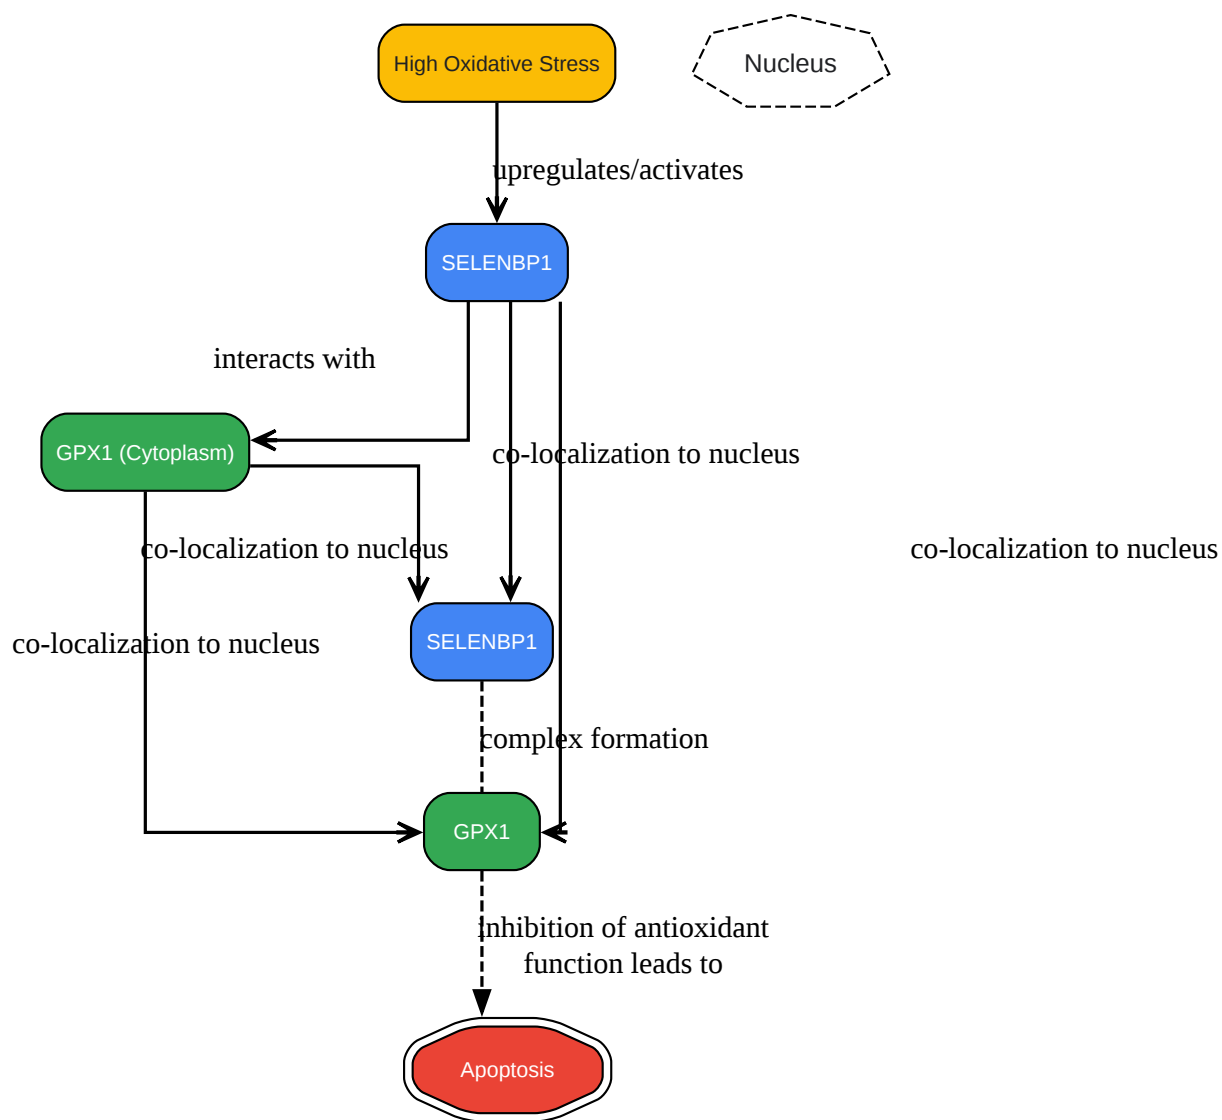 High Oxidative Stress
Nucleus
upregulates/activates
SELENBP1
interacts with
GPX1 (Cytoplasm)
co-localization to nucleus
co-localization to nucleus
co-localization to nucleus
co-localization to nucleus
SELENBP1
complex formation
GPX1
inhibition of antioxidant
function leads to
Apoptosis